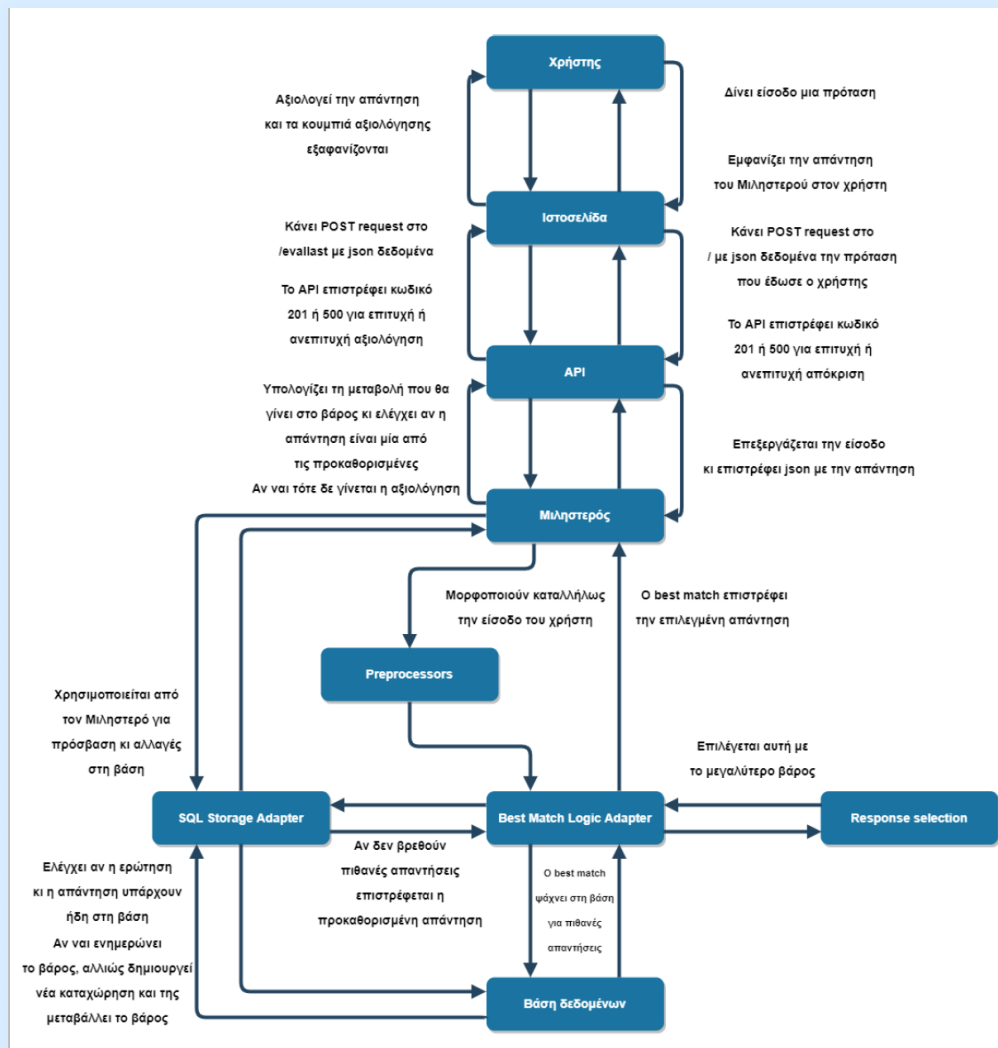 Χρήστης
Αξιολογεί την απάντηση
και τα κουμπιά αξιολόγησης
εξαφανίζονται
Δίνει είσοδο μια πρόταση
Εμφανίζει την απάντηση
του Μιληστερού στον χρήστη
Ιστοσελίδα
Κάνει POST request στο
/evallast με json δεδομένα
Το API επιστρέφει κωδικό
201 ή 500 για επιτυχή ή
ανεπιτυχή αξιολόγηση
Κάνει POST request στο
/ με json δεδομένα την πρόταση
που έδωσε ο χρήστης
Το API επιστρέφει κωδικό
201 ή 500 για επιτυχή ή
ανεπιτυχή απόκριση
API
Υπολογίζει τη μεταβολή που θα
γίνει στο βάρος κι ελέγχει αν η
απάντηση είναι μία από
τις προκαθορισμένες
Αν ναι τότε δε γίνεται η αξιολόγηση
Επεξεργάζεται την είσοδο
κι επιστρέφει json με την απάντηση
Μιληστερός
Μορφοποιούν καταλλήλως
την είσοδο του χρήστη
Ο best match επιστρέφει
την επιλεγμένη απάντηση
Preprocessors
Χρησιμοποιείται από
τον Μιληστερό για
πρόσβαση κι αλλαγές
στη βάση
Επιλέγεται αυτή με
το μεγαλύτερο βάρος
SQL Storage Adapter
Best Match Logic Adapter
Response selection
Αν δεν βρεθούν
πιθανές απαντήσεις
επιστρέφεται η
προκαθορισμένη απάντηση
Ο best match
ψάχνει στη βάση
για πιθανές
απαντήσεις
Ελέγχει αν η ερώτηση
κι η απάντηση υπάρχουν
ήδη στη βάση
Αν ναι ενημερώνει
το βάρος, αλλιώς δημιουργεί
νέα καταχώρηση και της
μεταβάλλει το βάρος
Βάση δεδομένων